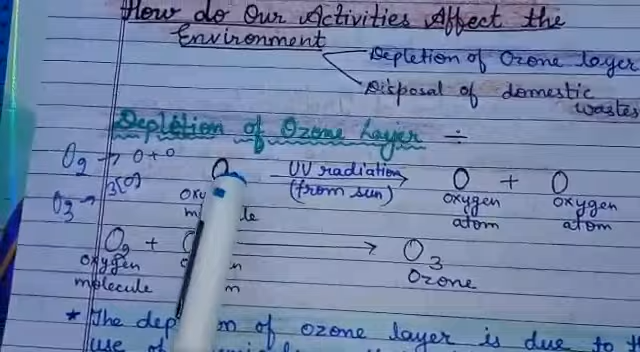 How do Our Activities Affect the
Environment
Depletion of Ozone layer
Disposal of domestic
wastes
Depletion of Ozone Layer ÷
O2 → O+O
O UV radiation O + O
(from sun)
O3 → 3(O)
oxygen atom oxygen atom
O2 + → O3
oxygen Ozone
molecule
* The of ozone layer is due to
use of